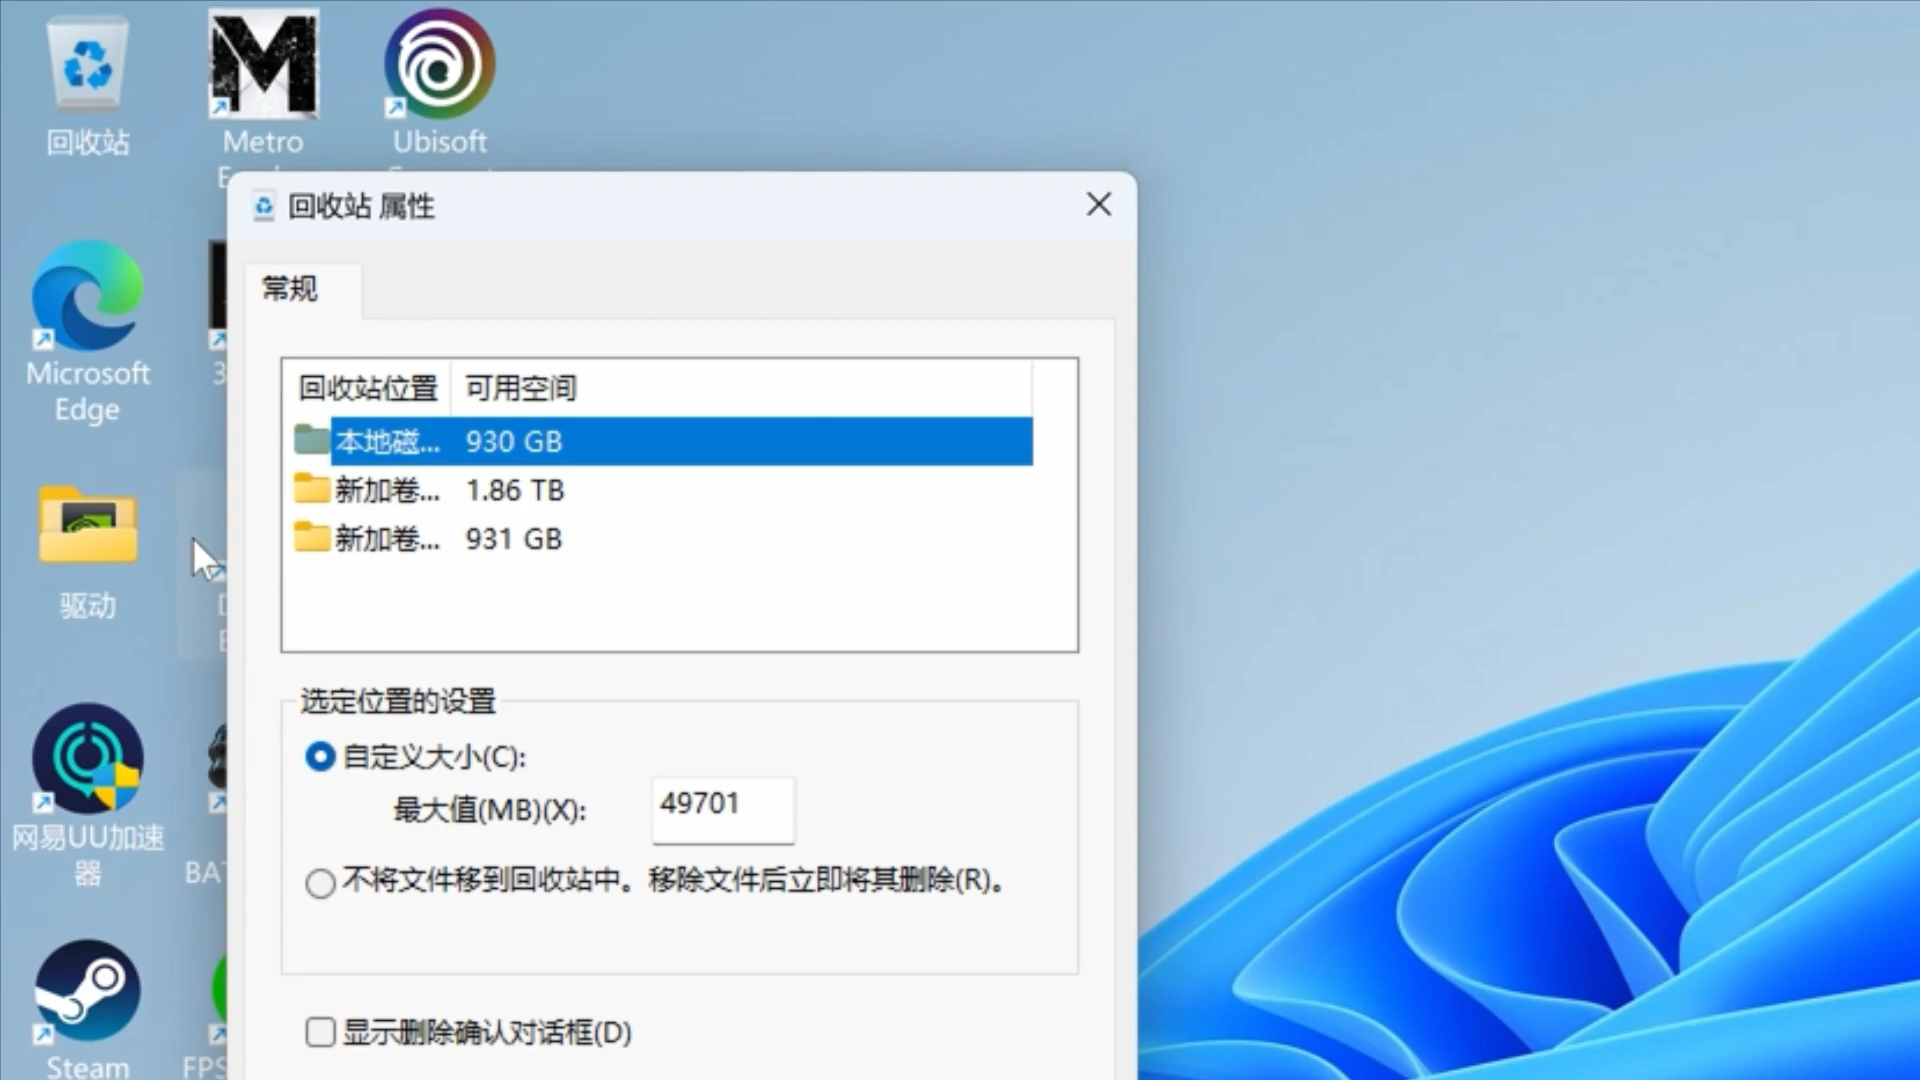 回收站
Metro
Ubisoft
回收站 属性
常规
回收站位置 可用空间
本地磁... 930 GB
新加卷... 1.86 TB
新加卷... 931 GB
选定位置的设置
自定义大小(C):
最大值(MB)(X): 49701
不将文件移到回收站中。移除文件后立即将其删除(R)。
显示删除确认对话框(D)
Microsoft
Edge
3
驱动
网易UU加速
器
BAT
Steam
FPS